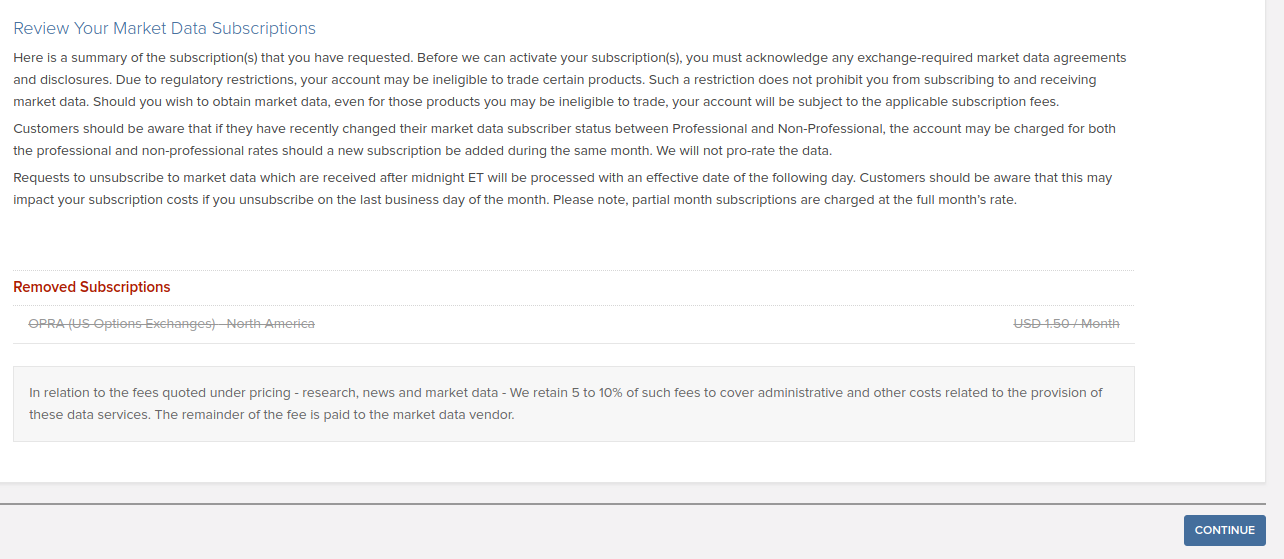 Review Your Market Data Subscriptions
Here is a summary of the subscription(s) that you have requested. Before we can activate your subscription(s), you must acknowledge any exchange-required market data agreements
and disclosures. Due to regulatory restrictions, your account may be ineligible to trade certain products. Such a restriction does not prohibit you from subscribing to and receiving
market data. Should you wish to obtain market data, even for those products you may be ineligible to trade, your account will be subject to the applicable subscription fees.
Customers should be aware that if they have recently changed their market data subscriber status between Professional and Non-Professional, the account may be charged for both
the professional and non-professional rates should a new subscription be added during the same month. We will not pro-rate the data.
Requests to unsubscribe to market data which are received after midnight ET will be processed with an effective date of the following day. Customers should be aware that this may
impact your subscription costs if you unsubscribe on the last business day of the month. Please note, partial month subscriptions are charged at the full month's rate.
Removed Subscriptions
OPRA (US Options Exchanges) - North America USD 1.50 / Month
In relation to the fees quoted under pricing - research, news and market data - We retain 5 to 10% of such fees to cover administrative and other costs related to the provision of
these data services. The remainder of the fee is paid to the market data vendor.
CONTINUE